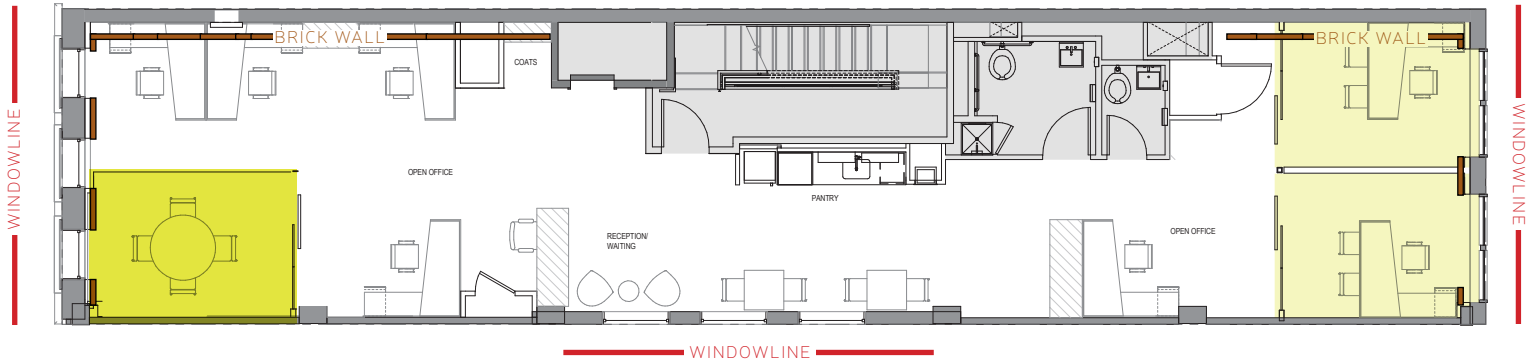 BRICK WALL
BRICK WALL
COATS
WINDOWLINE
WINDOWLINE
OPEN OFFICE
PANTRY
RECEPTION/
WAITING
OPEN OFFICE
WINDOWLINE